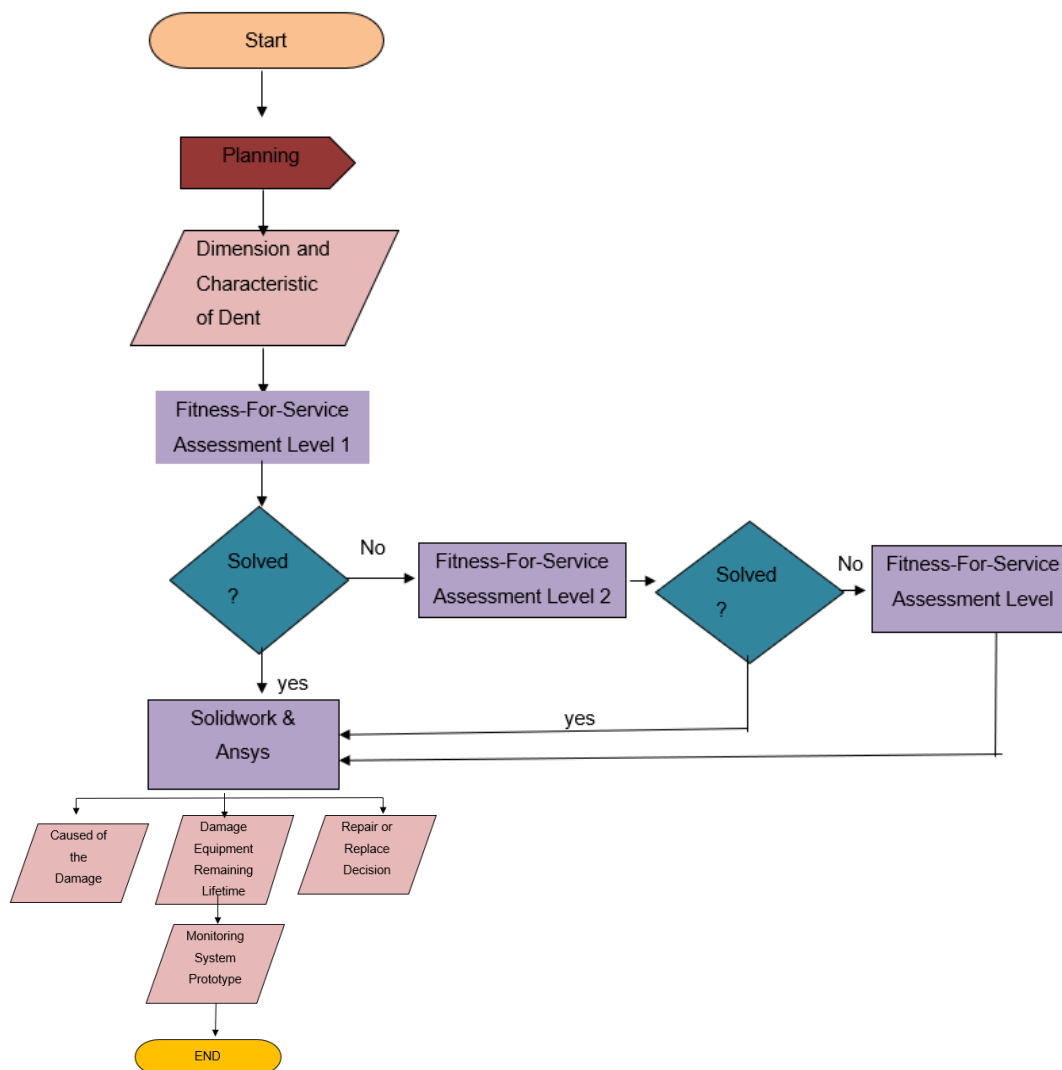 Start
Planning
Dimension and
Characteristic
of Dent
Fitness-For-Service
Assessment Level 1
Solved
?
No
Fitness-For-Service
Assessment Level 2
Solved
?
No
Fitness-For-Service
Assessment Level
yes
yes
Solidwork &
Ansys
Caused of
the
Damage
Damage
Equipment
Remaining
Lifetime
Repair or
Replace
Decision
Monitoring
System
Prototype
END